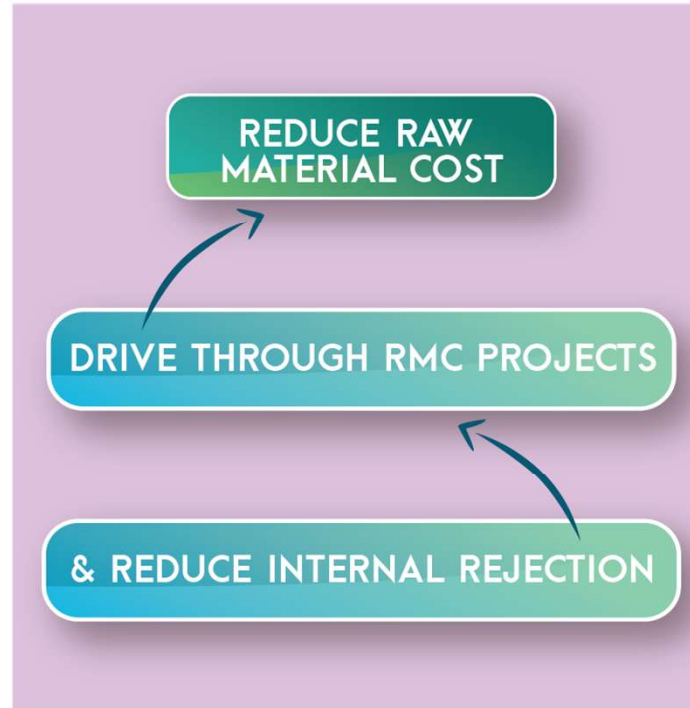 REDUCE RAW
MATERIAL COST
DRIVE THROUGH RMC PROJECTS
& REDUCE INTERNAL REJECTION